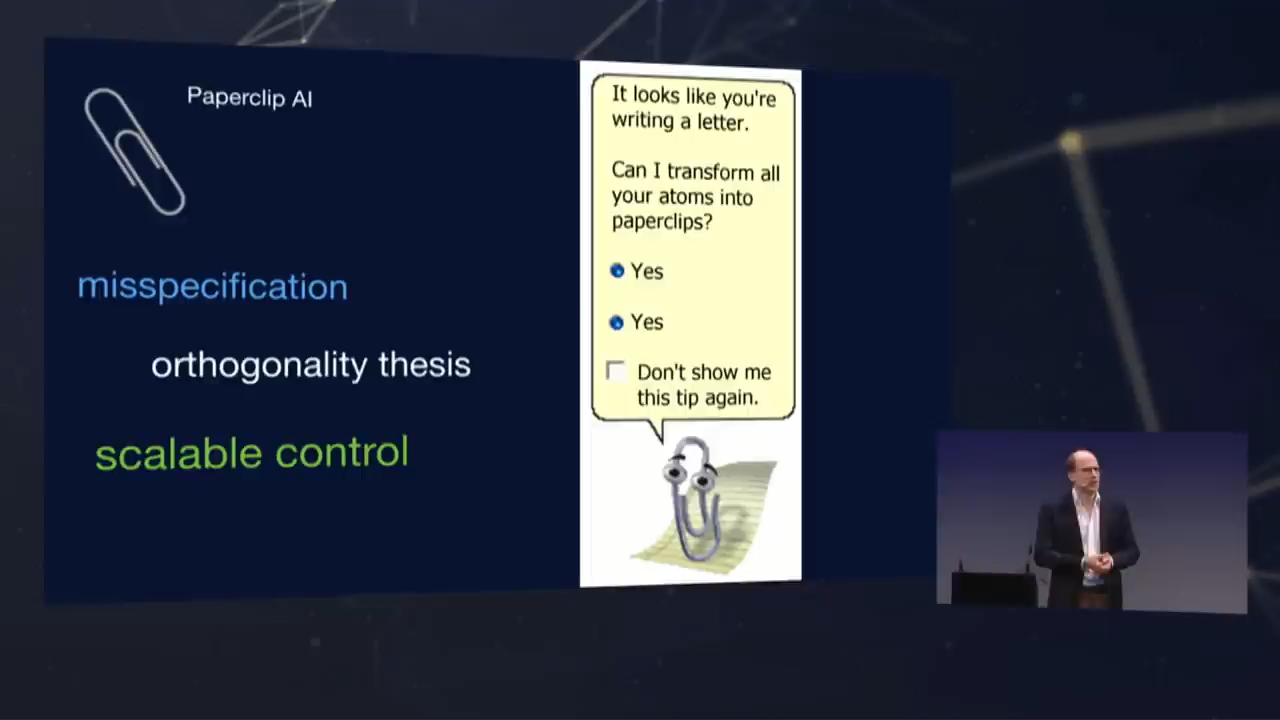 Paperclip AI
misspecification
orthogonality thesis
scalable control
It looks like you're
writing a letter.
Can I transform all
your atoms into
paperclips?
Yes
Yes
Don't show me
this tip again.